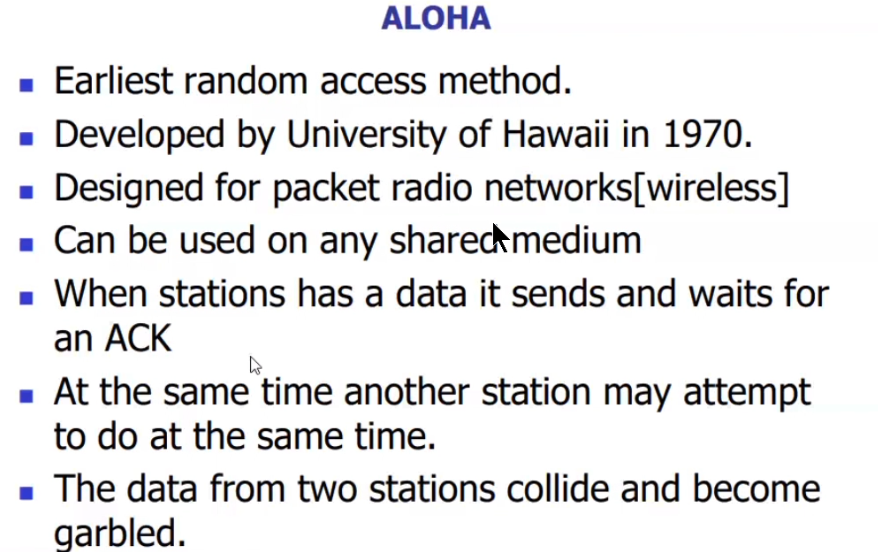 ALOHA
Earliest random access method.
Developed by University of Hawaii in 1970.
Designed for packet radio networks[wireless]
Can be used on any shared medium
When stations has a data it sends and waits for
an ACK
At the same time another station may attempt
to do at the same time.
The data from two stations collide and become
garbled.